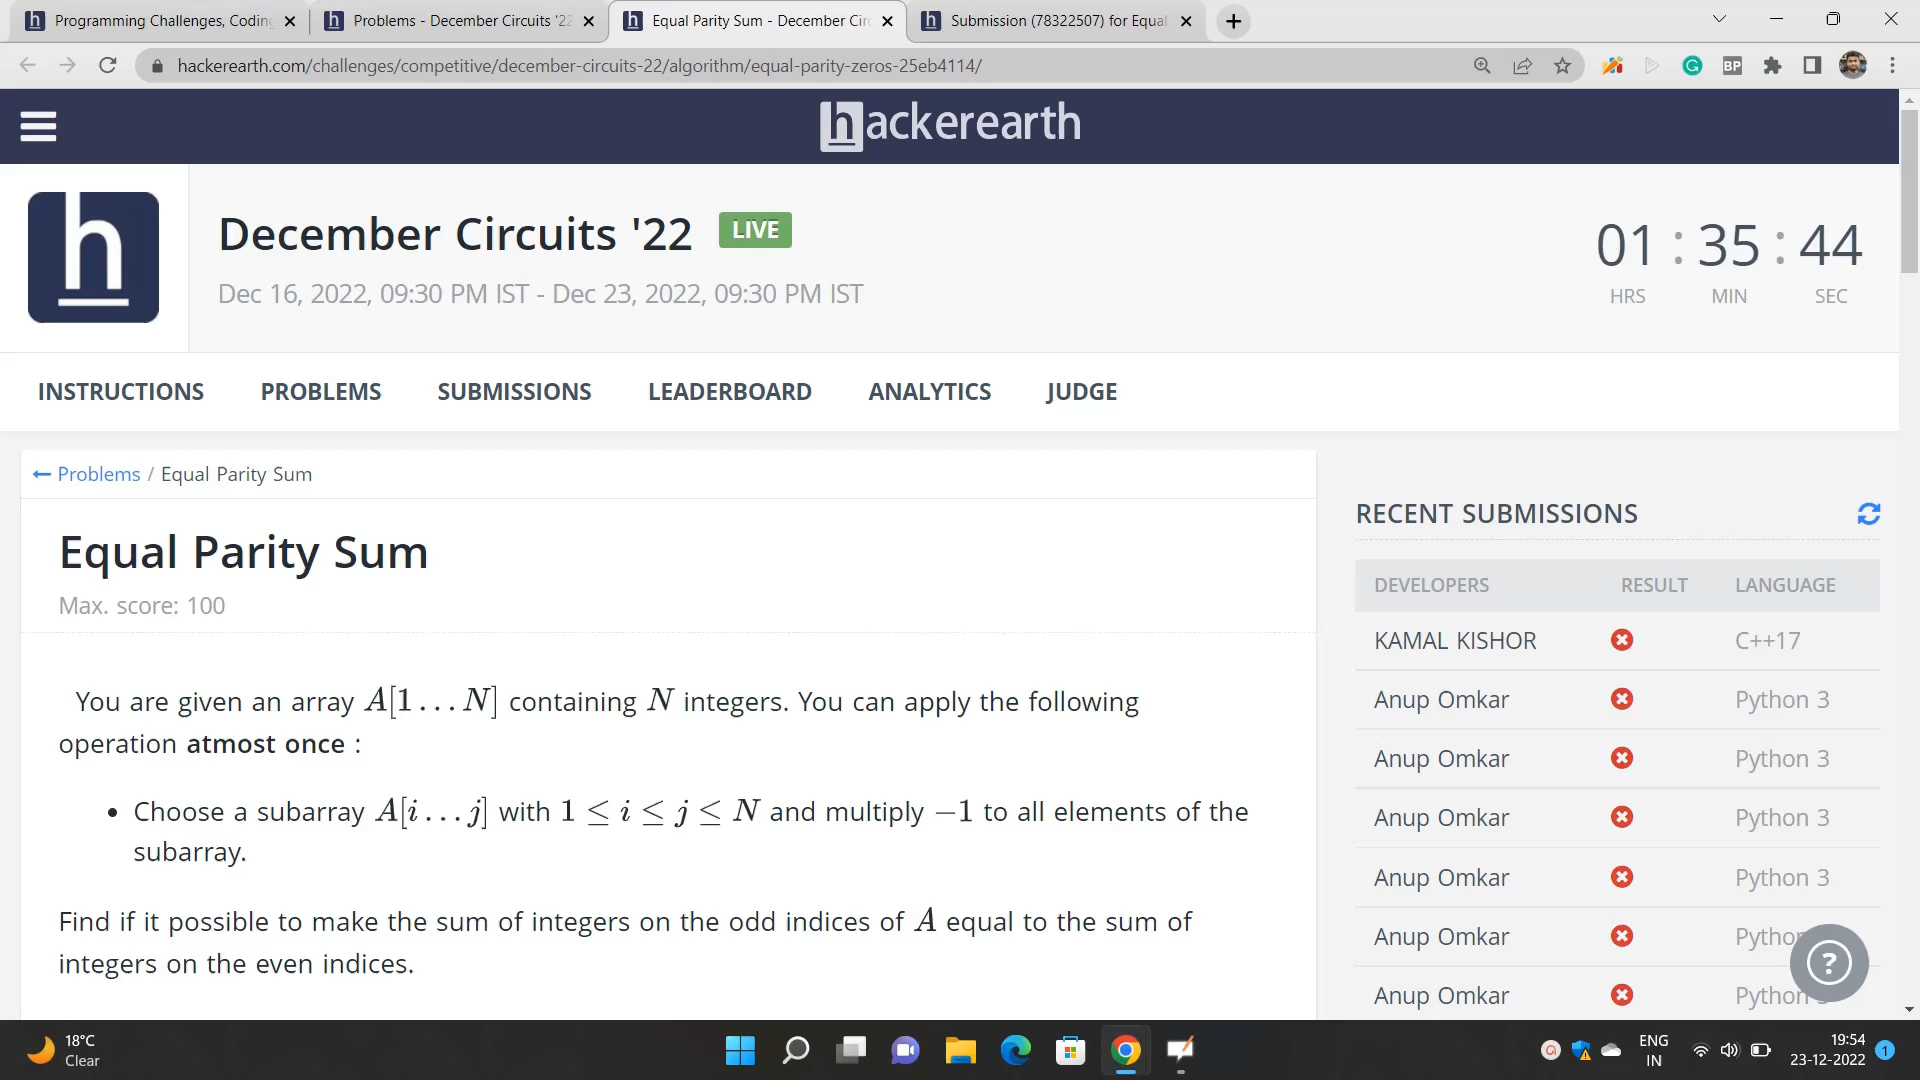 Programming Challenges, Codin
Problems - December Circuits '22
Equal Parity Sum - December Cir
Submission (78322507) for Equal
hackerearth.com/challenges/competitive/december-circuits-22/algorithm/equal-parity-zeros-25eb4114/
BP
hackerearth
h
December Circuits '22
LIVE
Dec 16, 2022, 09:30 PM IST - Dec 23, 2022, 09:30 PM IST
01 : 35 : 44
HRS MIN SEC
INSTRUCTIONS PROBLEMS SUBMISSIONS LEADERBOARD ANALYTICS JUDGE
← Problems / Equal Parity Sum
Equal Parity Sum
Max. score: 100
You are given an array A[1 . . . N] containing N integers. You can apply the following
operation atmost once :
• Choose a subarray A[i . . . j] with 1 ≤ i ≤ j ≤ N and multiply −1 to all elements of the
subarray.
Find if it possible to make the sum of integers on the odd indices of A equal to the sum of
integers on the even indices.
RECENT SUBMISSIONS
DEVELOPERS RESULT LANGUAGE
KAMAL KISHOR C++17
Anup Omkar Python 3
Anup Omkar Python 3
Anup Omkar Python 3
Anup Omkar Python 3
Anup Omkar Python
Anup Omkar Python 3
?
18°C
Clear
ENG
IN
19:54
23-12-2022
1